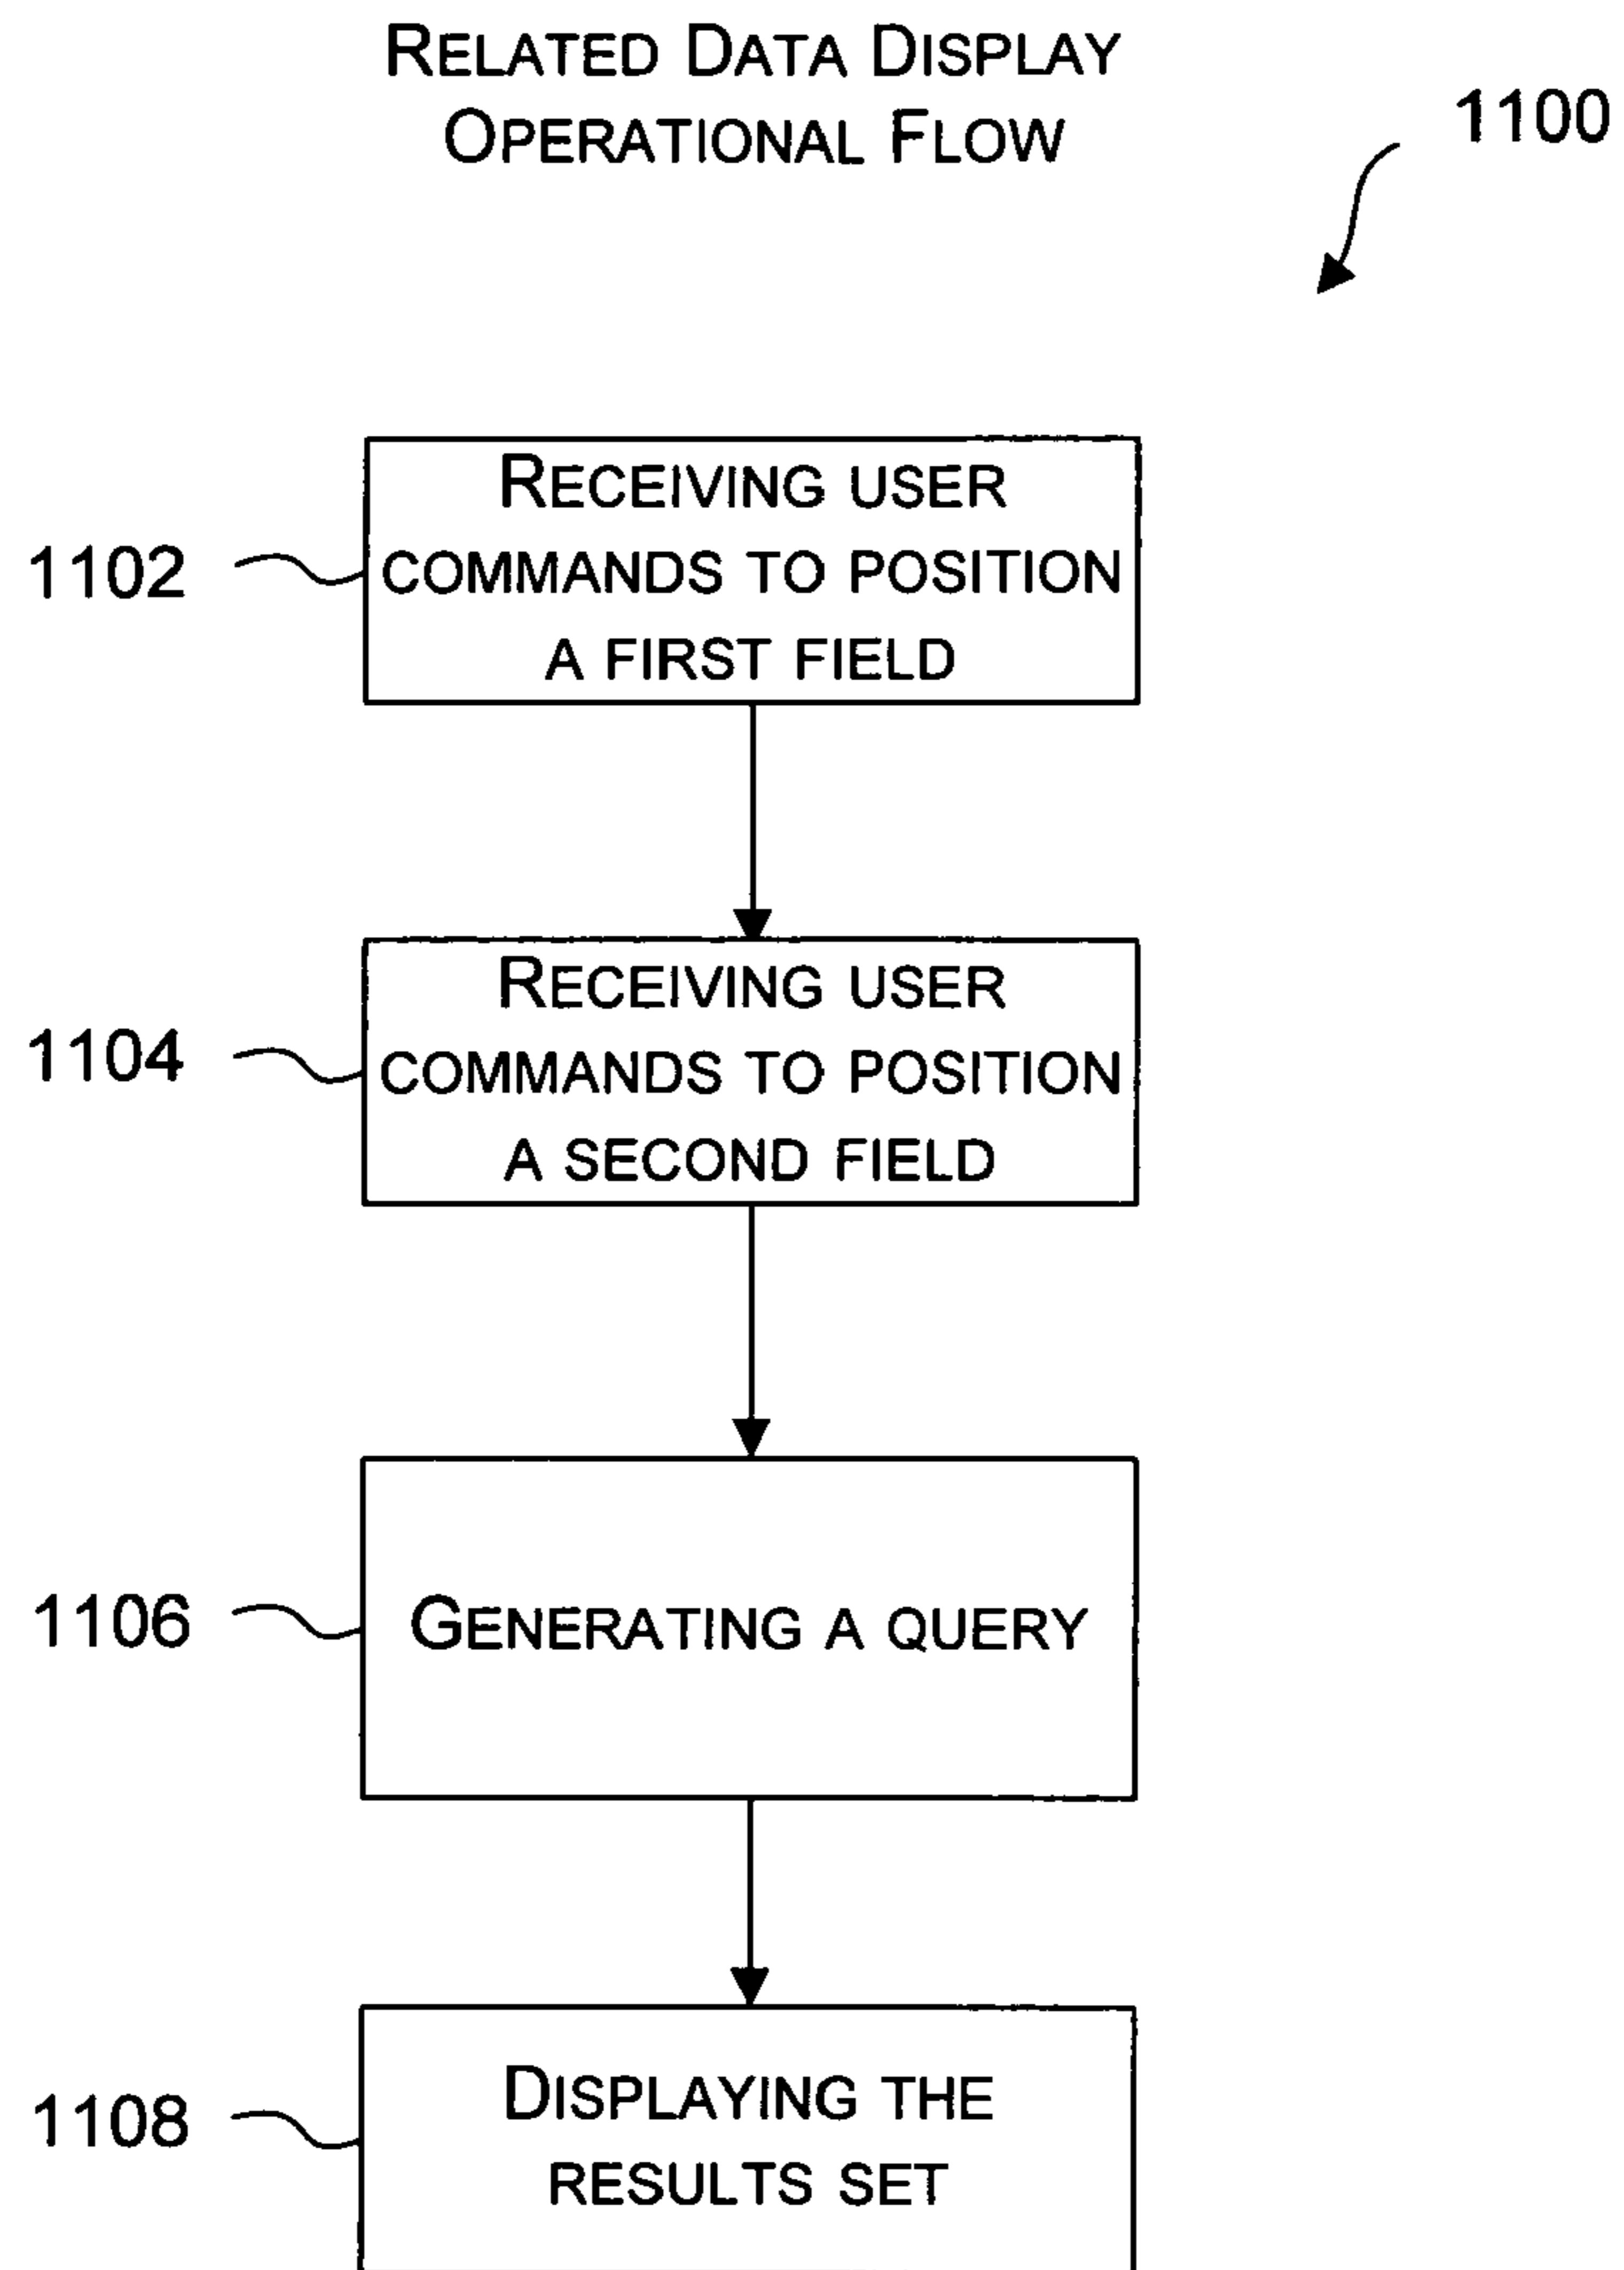 RELATED DATA DISPLAY
OPERATIONAL FLOW
1100
RECEIVING USER
COMMANDS TO POSITION
A FIRST FIELD
1102
RECEIVING USER
COMMANDS TO POSITION
A SECOND FIELD
1104
GENERATING A QUERY
1106
DISPLAYING THE
RESULTS SET
1108